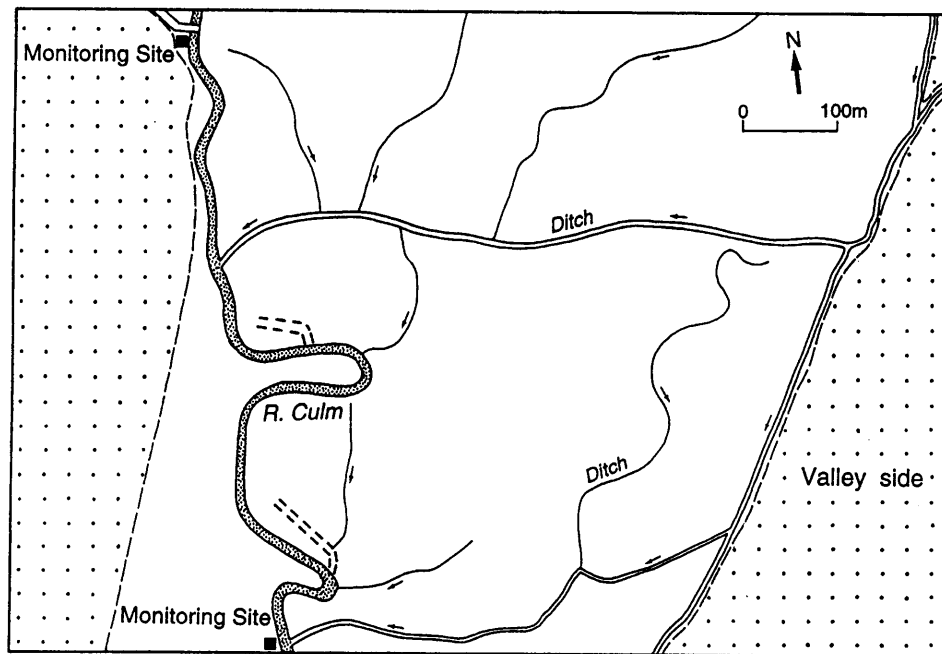 Monitoring Site
N
0 100m
Ditch
R. Culm
Ditch
Valley side
Monitoring Site